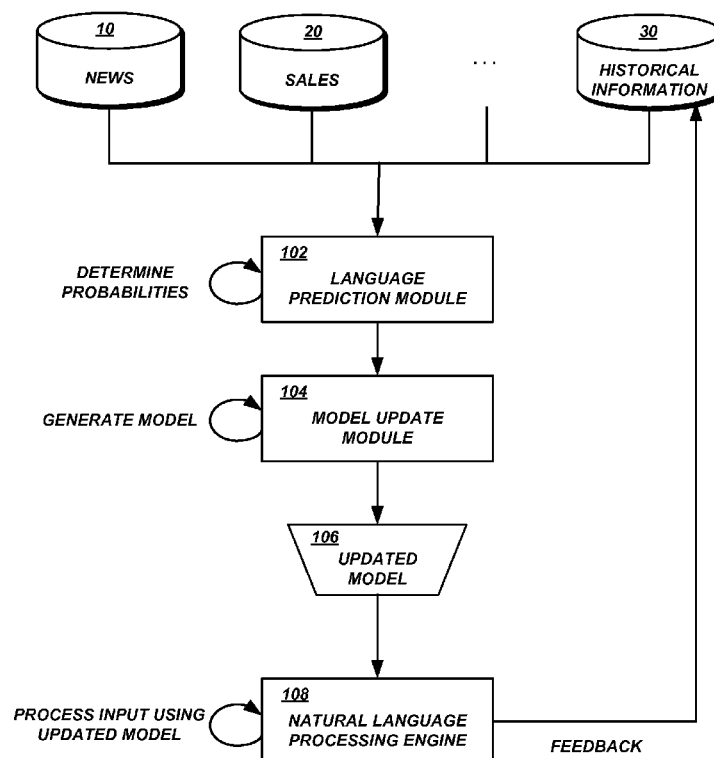 10
NEWS
20
SALES
...
30
HISTORICAL
INFORMATION
102
LANGUAGE
PREDICTION MODULE
DETERMINE
PROBABILITIES
104
MODEL UPDATE
MODULE
GENERATE MODEL
106
UPDATED
MODEL
108
NATURAL LANGUAGE
PROCESSING ENGINE
PROCESS INPUT USING
UPDATED MODEL
FEEDBACK